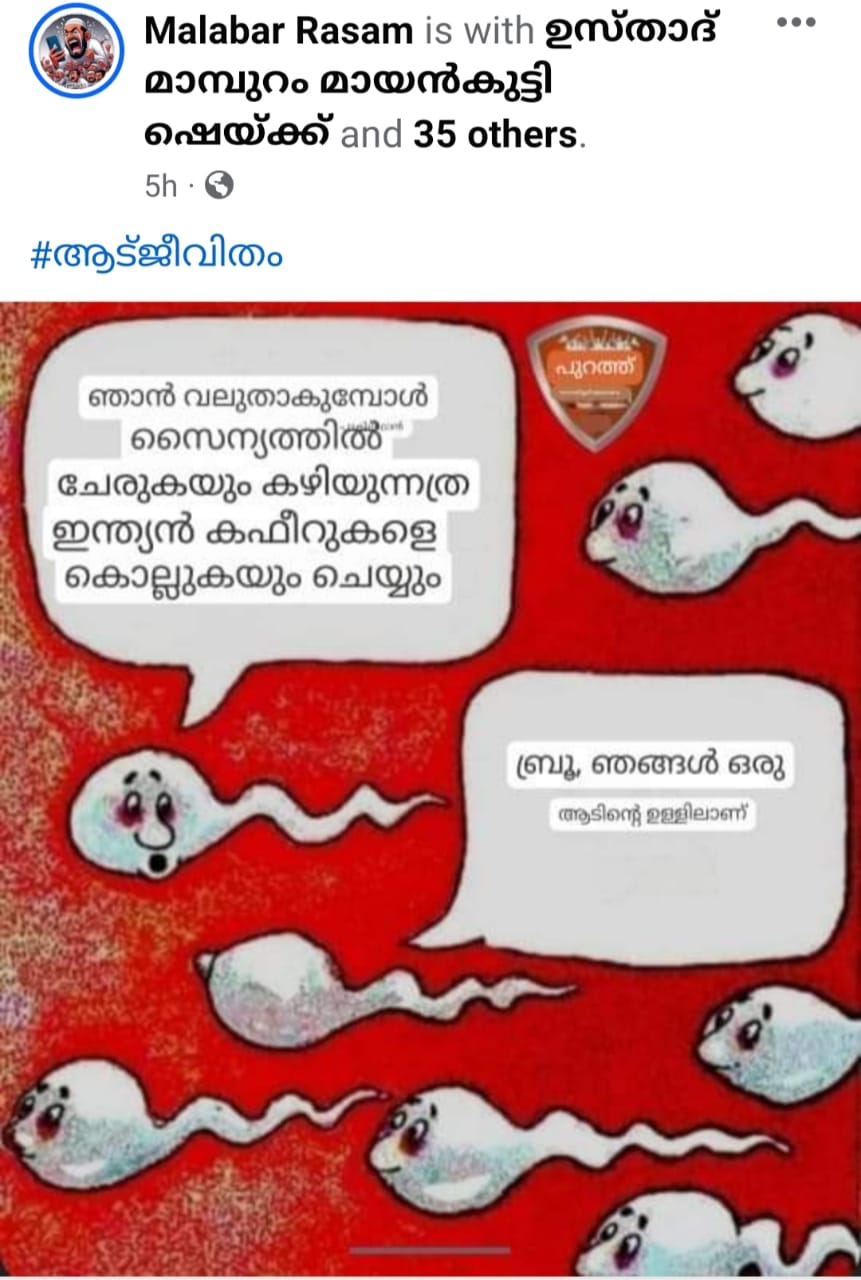 Malabar Rasam is with ഉസ്താദ്
മാമ്പുറം മായൻകുട്ടി
ഷെയ്ക്ക് and 35 others.
5h ·
#ആട്ജീവിതം
പുറത്ത്
ഞാൻ വലുതാകുമ്പോൾ
സൈന്യത്തിൽ
ചേരുകയും കഴിയുന്നത്ര
ഇന്ത്യൻ കഫീറുകളെ
കൊല്ലുകയും ചെയ്യും
ബ്രൂ, ഞങ്ങൾ ഒരു
ആടിന്റെ ഉള്ളിലാണ്